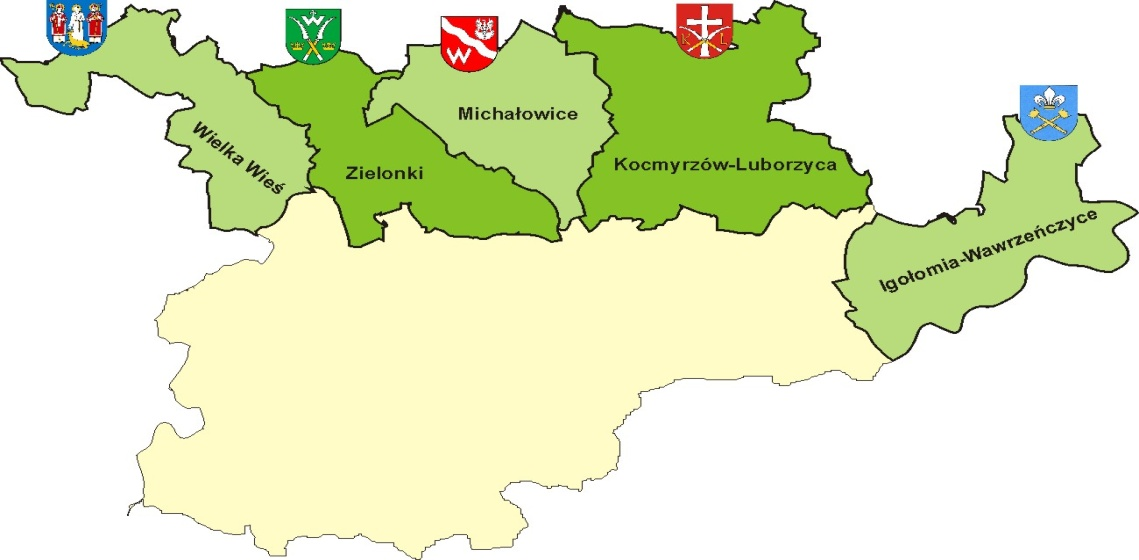 W
W
K Ł
Michałowice
Wielka Wieś
Zielonki
Kocmyrzów-Luborzyca
Igołomia-Wawrzeńczyce